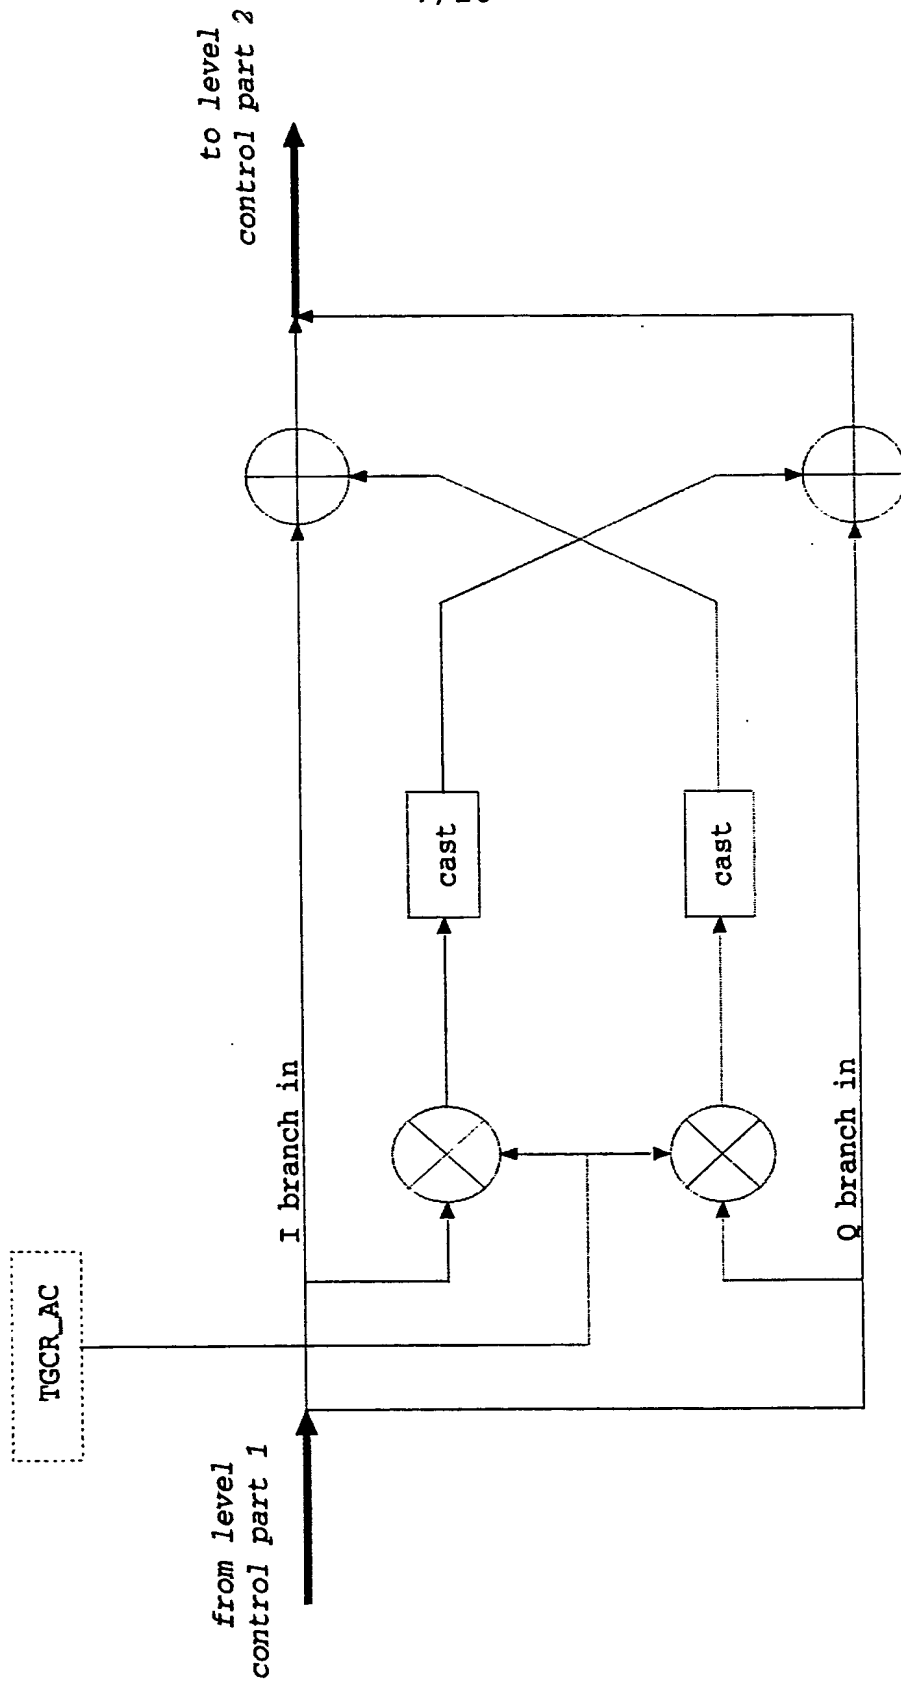 TGCR_AC
from level
control part 1
I branch in
Q branch in
cast
cast
to level
control part 2